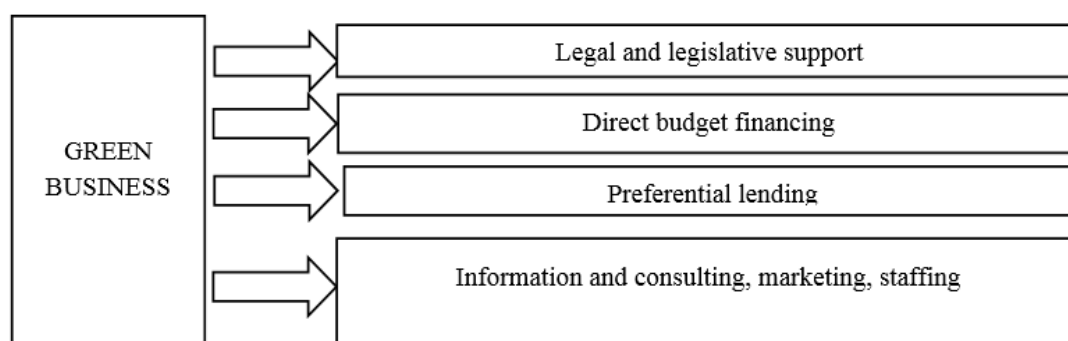 GREEN
BUSINESS
Legal and legislative support
Direct budget financing
Preferential lending
Information and consulting, marketing, staffing